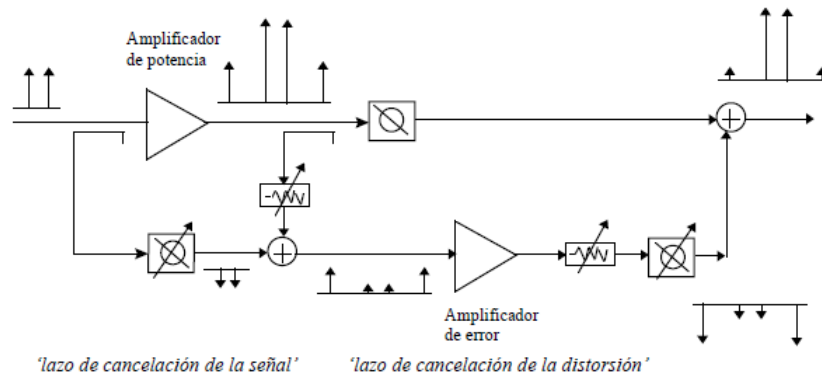 Amplificador
de potencia
Amplificador
de error
‘lazo de cancelación de la señal’
‘lazo de cancelación de la distorsión’